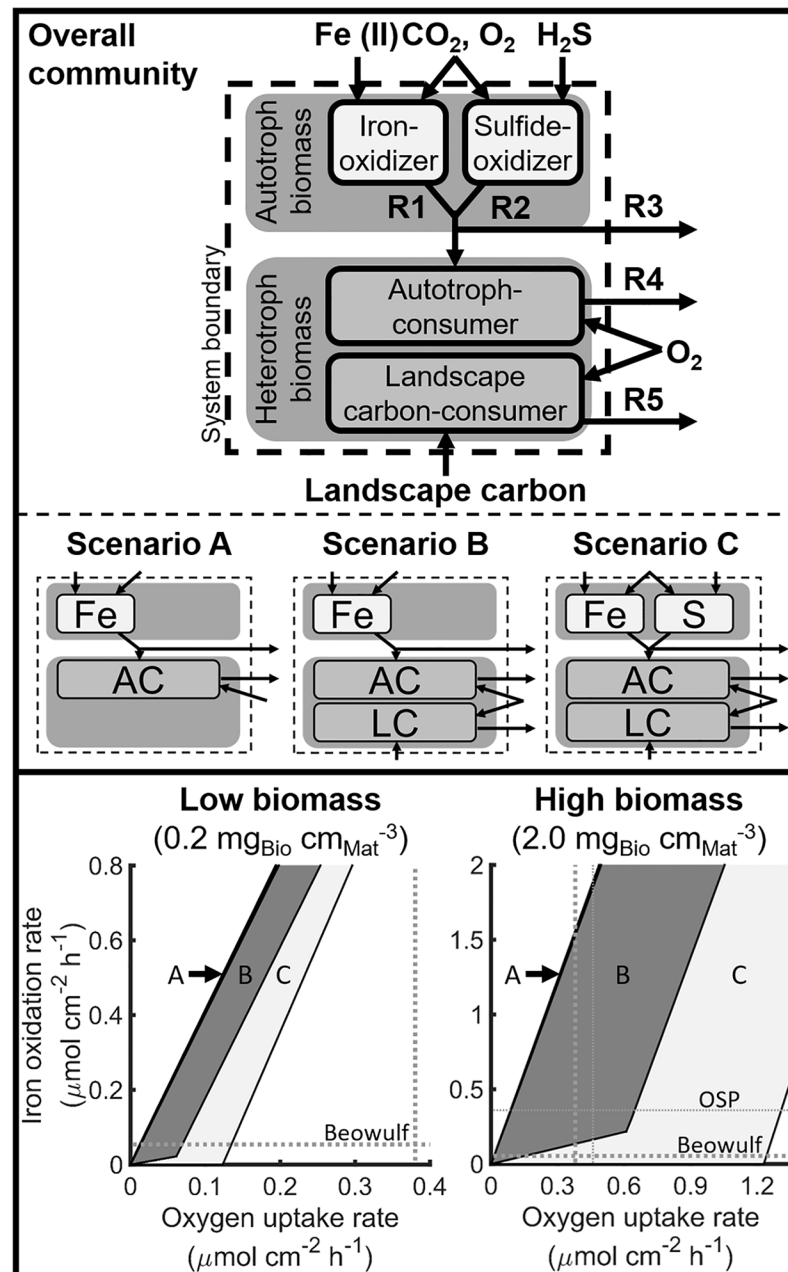 Overall
community
Fe (II) CO₂, O₂ H₂S
Autotroph
biomass
Iron-
oxidizer
Sulfide-
oxidizer
R1 R2
R3
System boundary
Heterotroph
biomass
Autotroph-
consumer
R4
O₂
Landscape
carbon-consumer
R5
Landscape carbon
Scenario A
Fe
AC
Scenario B
Fe
AC
LC
Scenario C
Fe S
AC
LC
Low biomass
(0.2 mg_Bio cm_Mat⁻³)
Iron oxidation rate
(μmol cm⁻² h⁻¹)
0.8
0.6
0.4
0.2
0
A B C
Beowulf
0 0.1 0.2 0.3 0.4
Oxygen uptake rate
(μmol cm⁻² h⁻¹)
High biomass
(2.0 mg_Bio cm_Mat⁻³)
2
1.5
1
0.5
0
A B C
OSP
Beowulf
0 0.3 0.6 0.9 1.2
Oxygen uptake rate
(μmol cm⁻² h⁻¹)